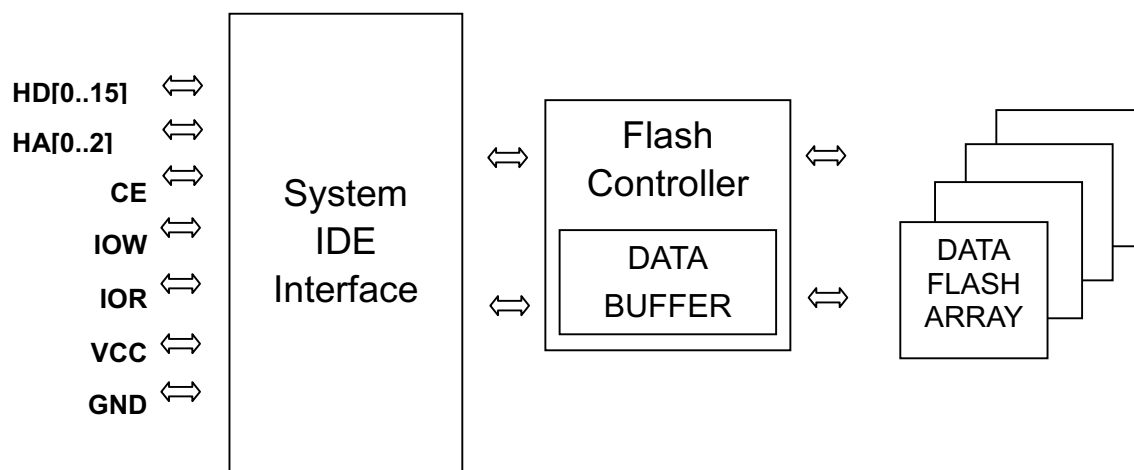 HD[0..15]
HA[0..2]
CE
IOW
IOR
VCC
GND
System
IDE
Interface
Flash
Controller
DATA
BUFFER
DATA
FLASH
ARRAY